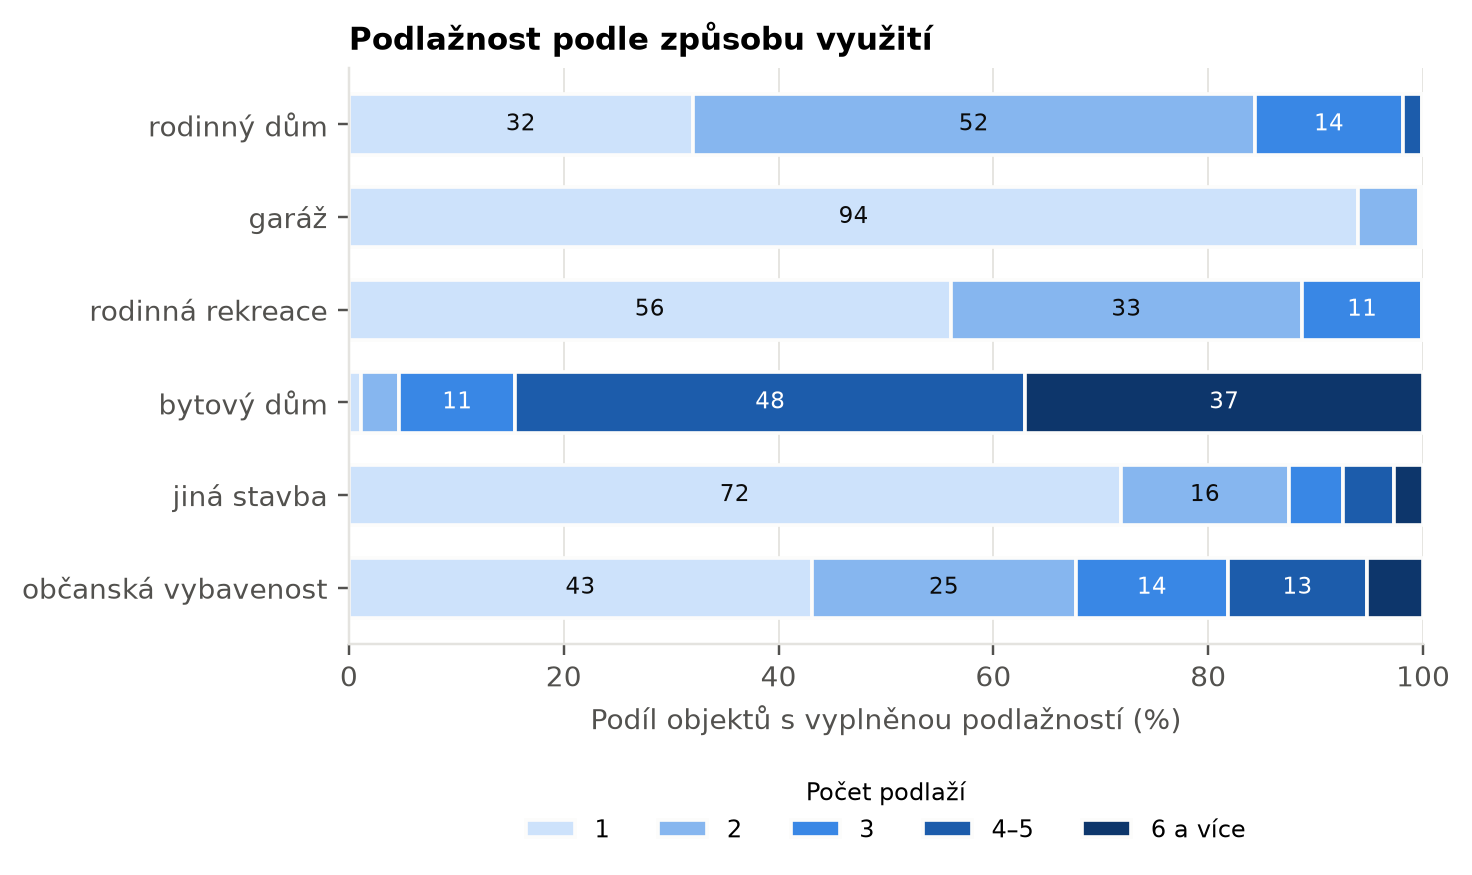 Podlažnost podle způsobu využití
rodinný dům 32 52 14
garáž 94
rodinná rekreace 56 33 11
bytový dům 11 48 37
jiná stavba 72 16
občanská vybavenost 43 25 14 13
0 20 40 60 80 100
Podíl objektů s vyplněnou podlažností (%)
Počet podlaží
1 2 3 4–5 6 a více